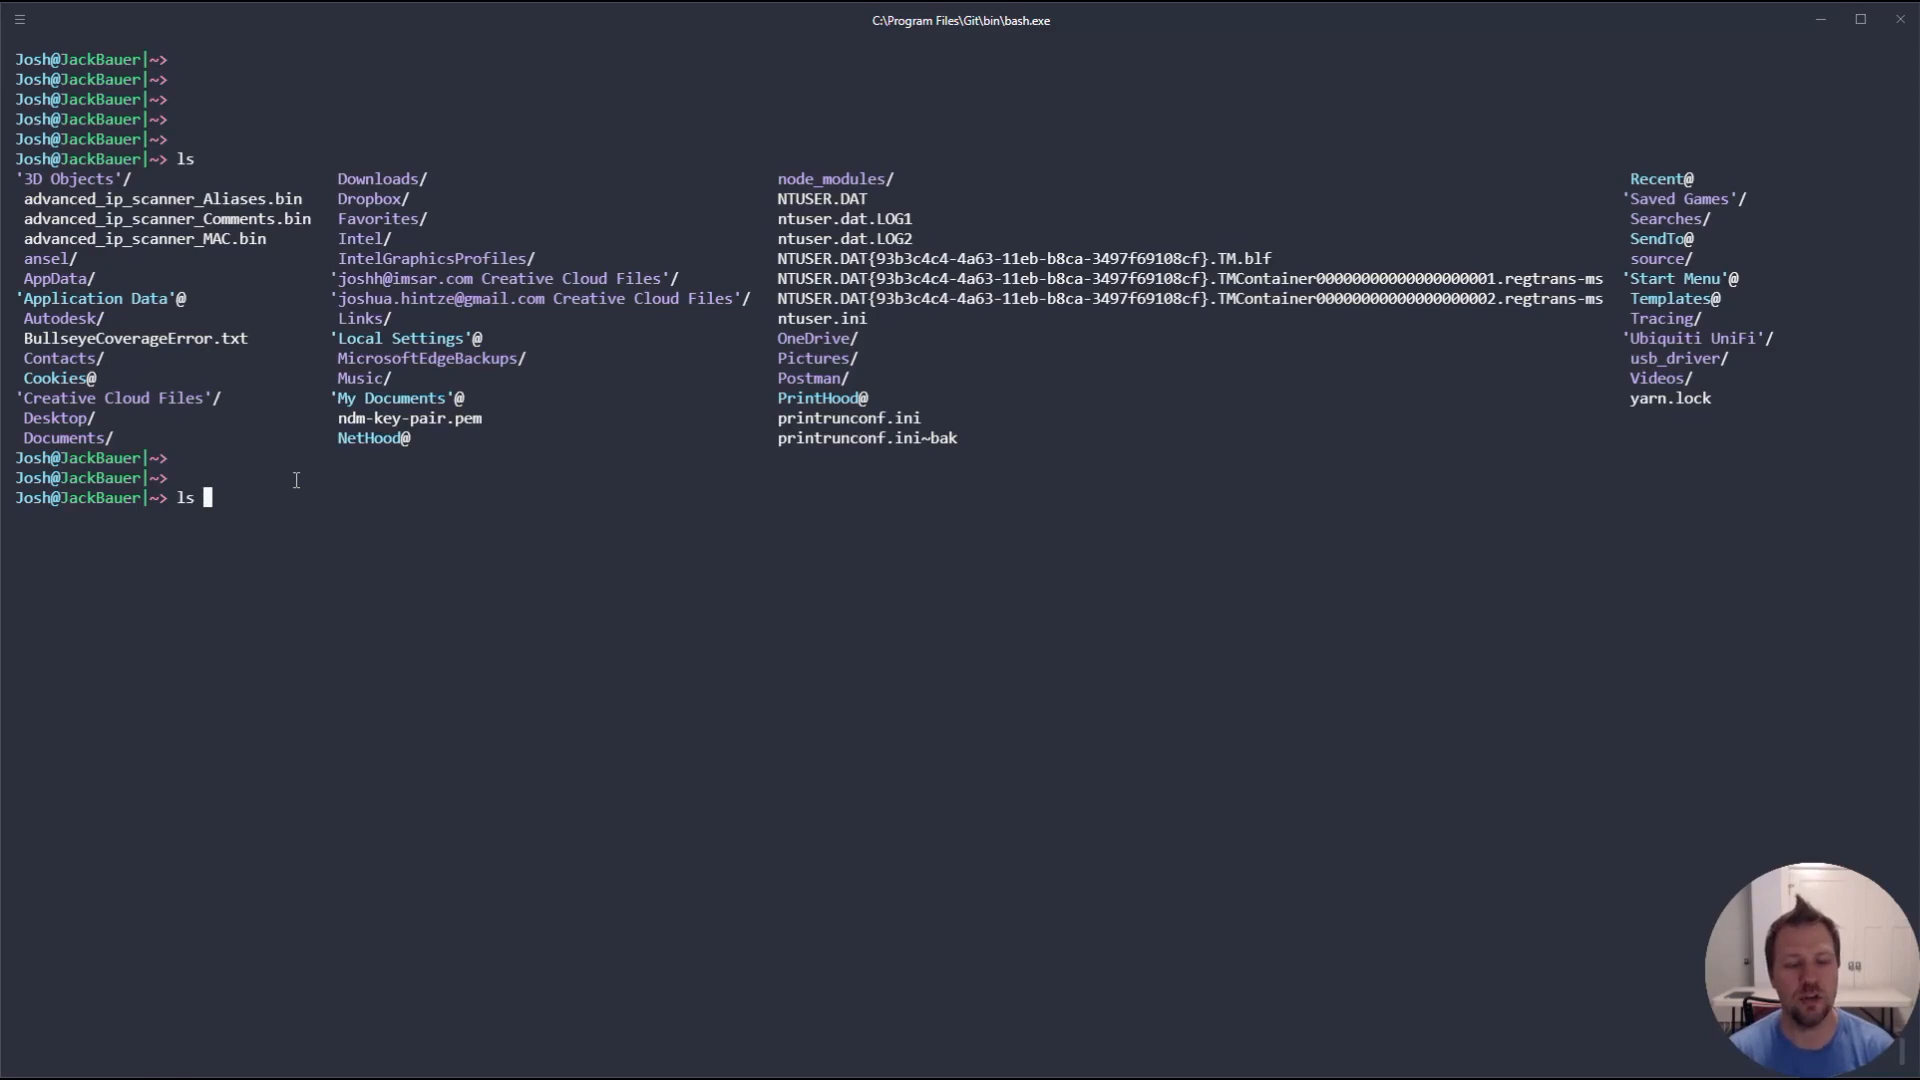 C:\Program Files\Git\bin\bash.exe
Josh@JackBauer|~>
Josh@JackBauer|~>
Josh@JackBauer|~>
Josh@JackBauer|~>
Josh@JackBauer|~>
Josh@JackBauer|~> ls
'3D Objects'/ Downloads/ node_modules/ Recent@
advanced_ip_scanner_Aliases.bin Dropbox/ NTUSER.DAT 'Saved Games'/
advanced_ip_scanner_Comments.bin Favorites/ ntuser.dat.LOG1 Searches/
advanced_ip_scanner_MAC.bin Intel/ ntuser.dat.LOG2 SendTo@
ansel/ IntelGraphicsProfiles/ NTUSER.DAT{93b3c4c4-4a63-11eb-b8ca-3497f69108cf}.TM.blf source/
AppData/ 'joshh@imsar.com Creative Cloud Files'/ NTUSER.DAT{93b3c4c4-4a63-11eb-b8ca-3497f69108cf}.TMContainer00000000000000000001.regtrans-ms 'Start Menu'@
'Application Data'@ 'joshua.hintze@gmail.com Creative Cloud Files'/ NTUSER.DAT{93b3c4c4-4a63-11eb-b8ca-3497f69108cf}.TMContainer00000000000000000002.regtrans-ms Templates@
Autodesk/ Links/ ntuser.ini Tracing/
BullseyeCoverageError.txt 'Local Settings'@ OneDrive/ 'Ubiquiti UniFi'/
Contacts/ MicrosoftEdgeBackups/ Pictures/ usb_driver/
Cookies@ Music/ Postman/ Videos/
'Creative Cloud Files'/ 'My Documents'@ PrintHood@ yarn.lock
Desktop/ ndm-key-pair.pem printrunconf.ini
Documents/ NetHood@ printrunconf.ini~bak
Josh@JackBauer|~>
Josh@JackBauer|~>
Josh@JackBauer|~> ls